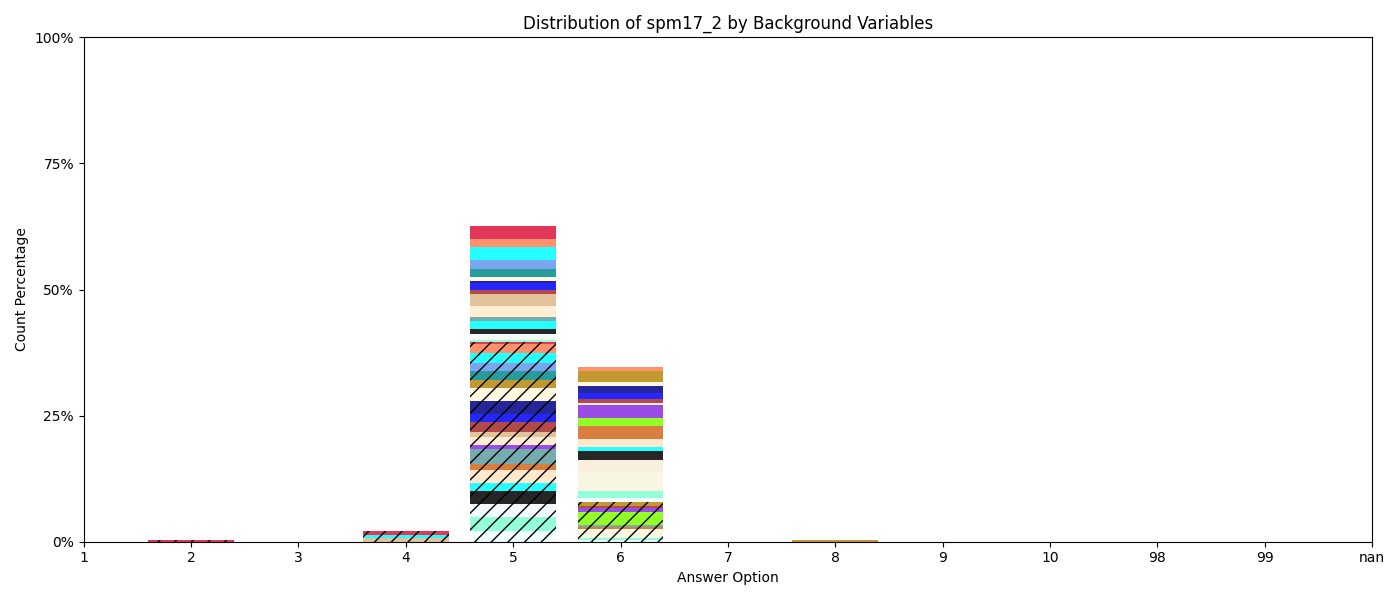 Distribution of spm17_2 by Background Variables
100%
75%
50%
25%
0%
Count Percentage
1 2 3 4 5 6 7 8 9 10 98 99 nan
Answer Option